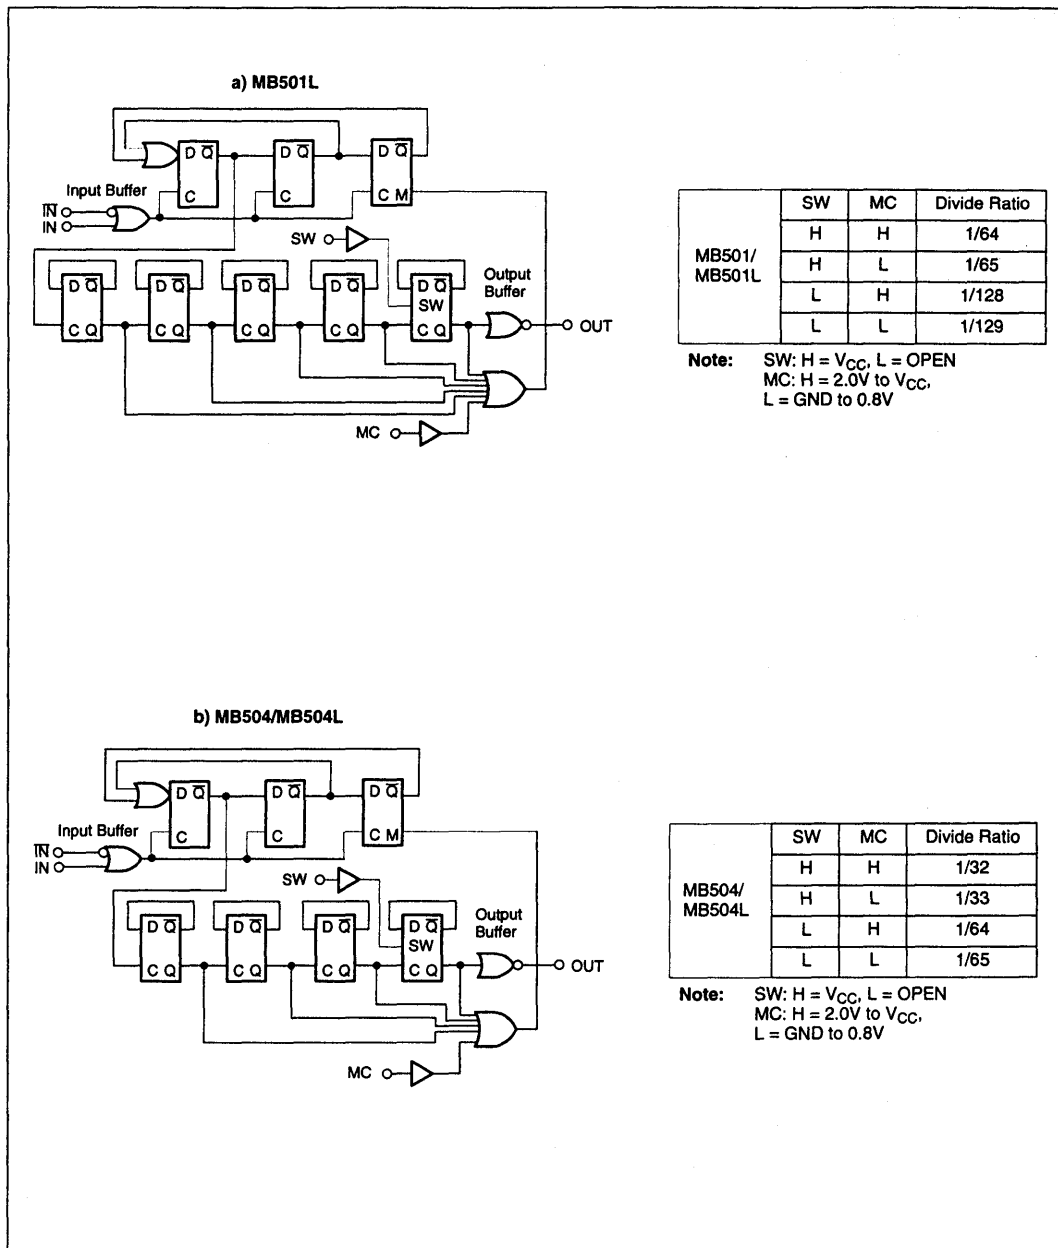 a) MB501L
D Q̅
D Q̅
D Q̅
C
C
C M
Input Buffer
I̅N̅
IN
SW
D Q̅
D Q̅
D Q̅
D Q̅
D Q̅
SW
C Q
C Q
C Q
C Q
C Q
Output
Buffer
OUT
MC
MB501/
MB501L
SW MC Divide Ratio
H H 1/64
H L 1/65
L H 1/128
L L 1/129
Note: SW: H = VCC, L = OPEN
MC: H = 2.0V to VCC,
L = GND to 0.8V
b) MB504/MB504L
D Q̅
D Q̅
D Q̅
C
C
C M
Input Buffer
I̅N̅
IN
SW
D Q̅
D Q̅
D Q̅
D Q̅
SW
C Q
C Q
C Q
C Q
Output
Buffer
OUT
MC
MB504/
MB504L
SW MC Divide Ratio
H H 1/32
H L 1/33
L H 1/64
L L 1/65
Note: SW: H = VCC, L = OPEN
MC: H = 2.0V to VCC,
L = GND to 0.8V